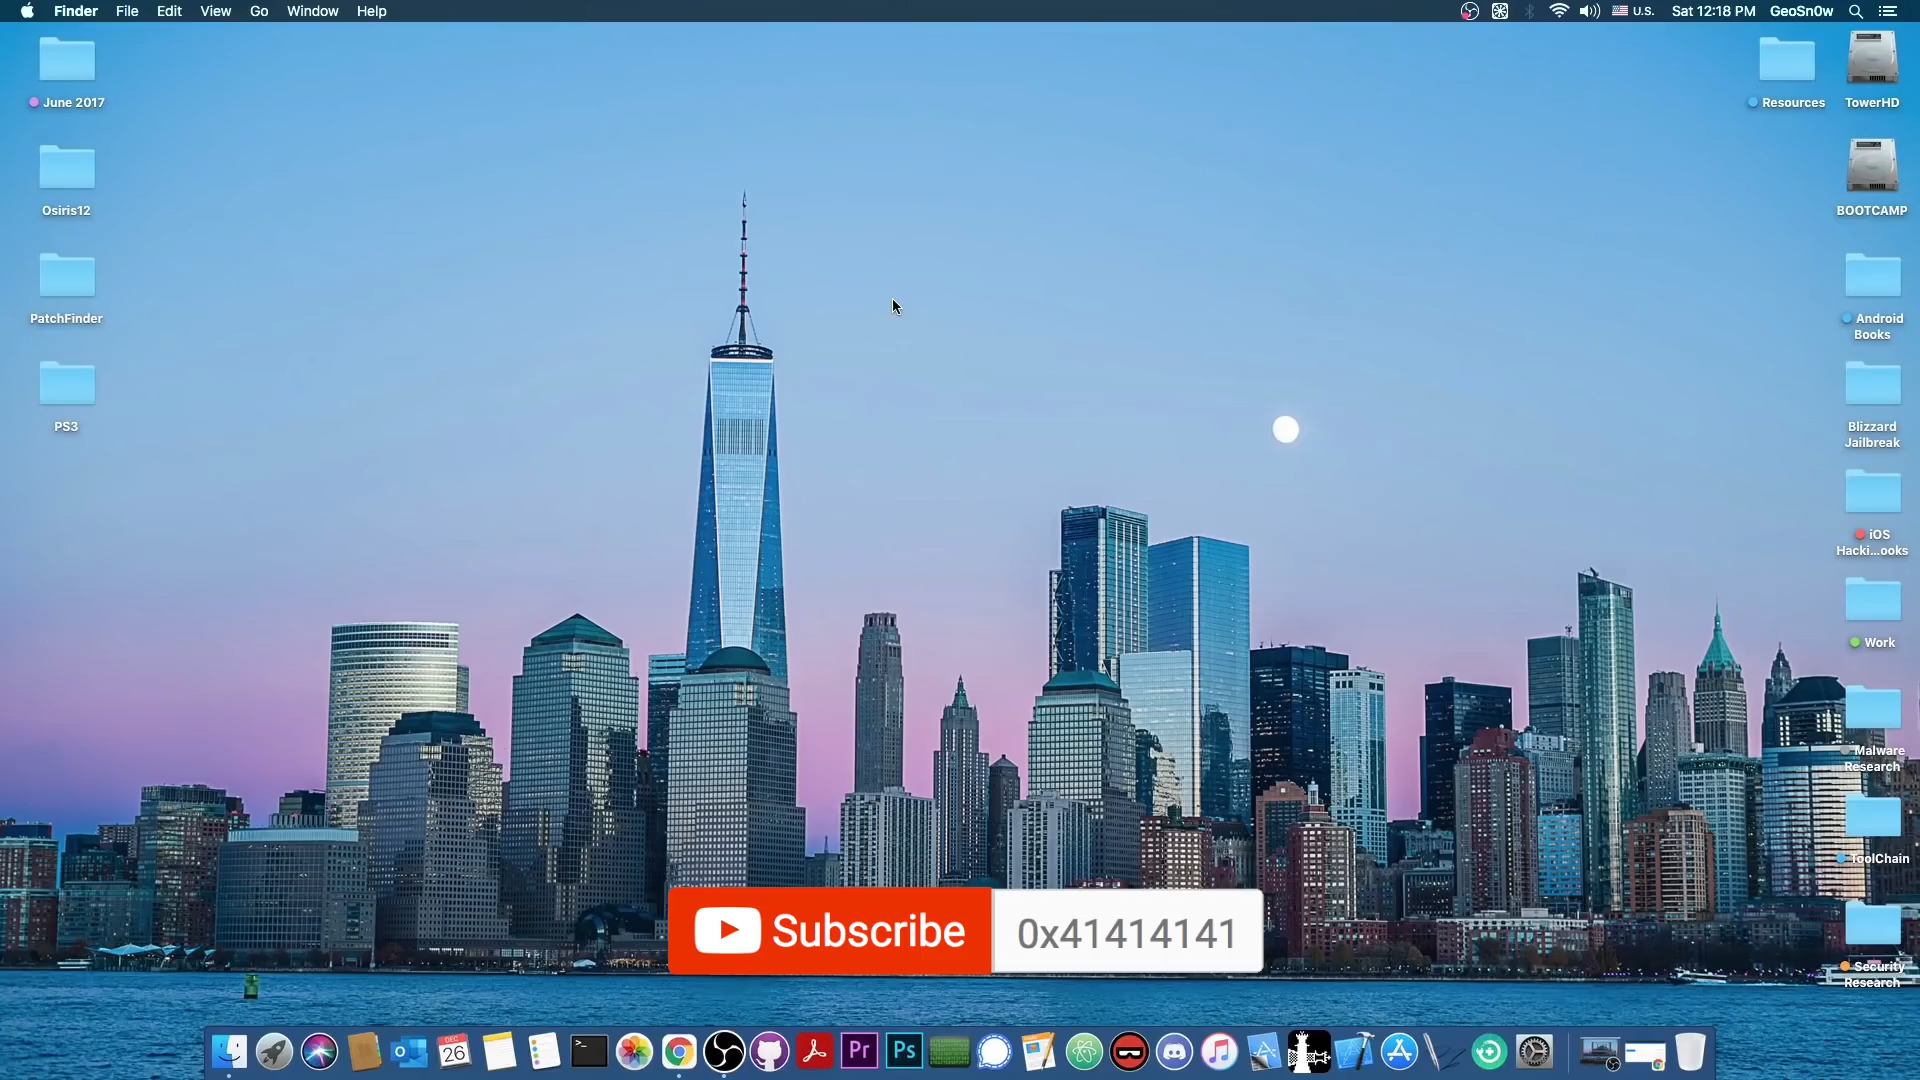 Finder File Edit View Go Window Help
U.S. Sat 12:18 PM GeoSn0w
June 2017
Osiris12
PatchFinder
PS3
Resources
TowerHD
BOOTCAMP
Android
Books
Blizzard
Jailbreak
iOS
Hacki...ooks
Work
Malware
Research
ToolChain
Security
Research
Subscribe
0x41414141
DEC
26
Pr
Ps